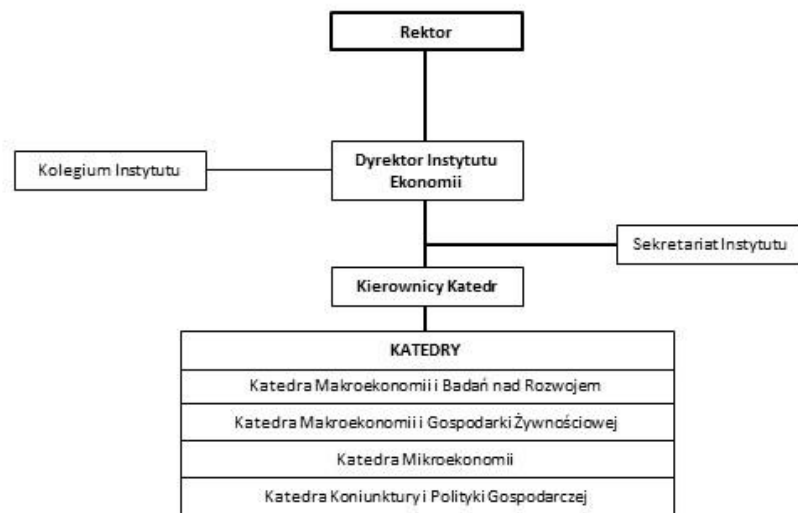 Rektor
Kolegium Instytutu
Dyrektor Instytutu
Ekonomii
Sekretariat Instytutu
Kierownicy Katedr
KATEDRY
Katedra Makroekonomii i Badań nad Rozwojem
Katedra Makroekonomii i Gospodarki Żywnościowej
Katedra Mikroekonomii
Katedra Koniunktury i Polityki Gospodarczej